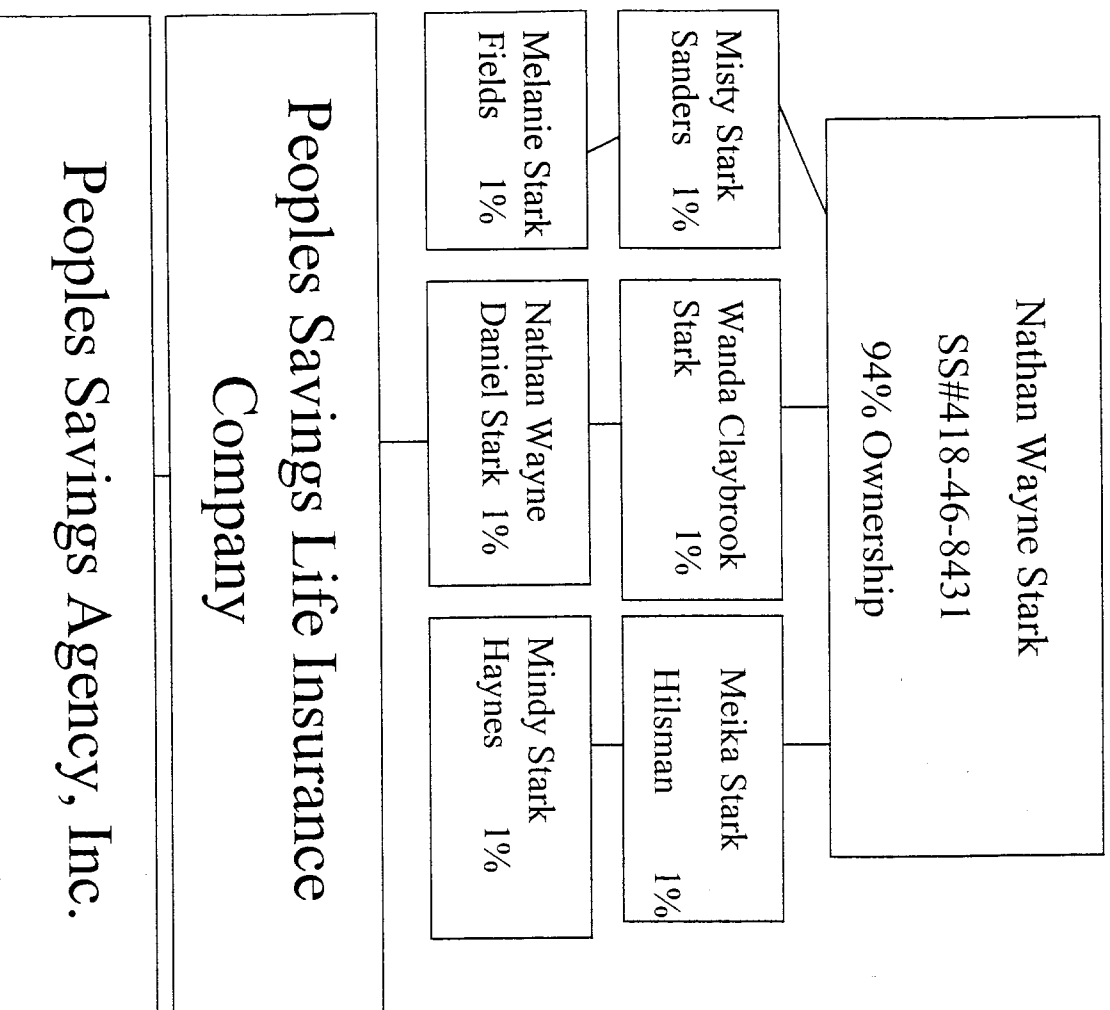 Nathan Wayne Stark
SS#418-46-8431
94% Ownership
Misty Stark
Sanders 1%
Wanda Claybrook
Stark 1%
Meika Stark
Hilsman 1%
Melanie Stark
Fields 1%
Nathan Wayne
Daniel Stark 1%
Mindy Stark
Haynes 1%
Peoples Savings Life Insurance
Company
Peoples Savings Agency, Inc.